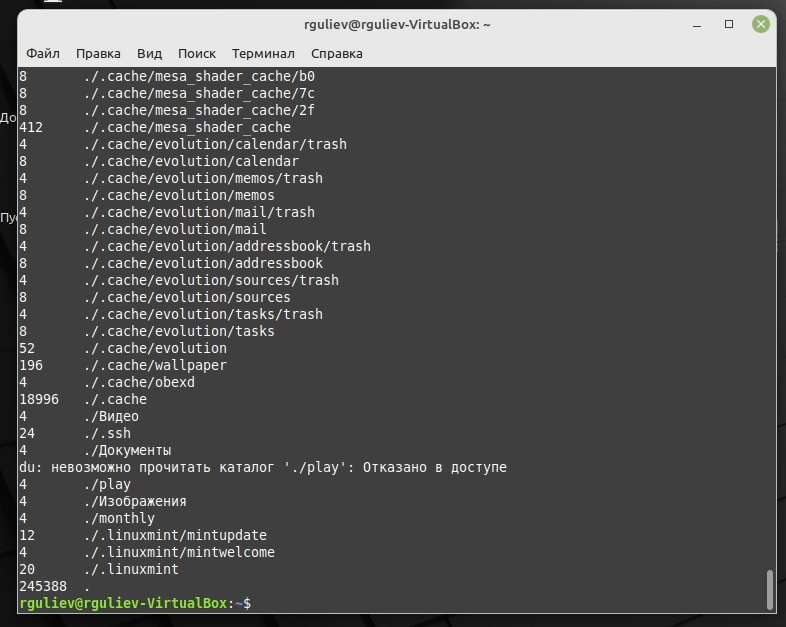 rguliev@rguliev-VirtualBox: ~
Файл Правка Вид Поиск Терминал Справка
8 ./.cache/mesa_shader_cache/b0
8 ./.cache/mesa_shader_cache/7c
8 ./.cache/mesa_shader_cache/2f
412 ./.cache/mesa_shader_cache
4 ./.cache/evolution/calendar/trash
8 ./.cache/evolution/calendar
4 ./.cache/evolution/memos/trash
8 ./.cache/evolution/memos
4 ./.cache/evolution/mail/trash
8 ./.cache/evolution/mail
4 ./.cache/evolution/addressbook/trash
8 ./.cache/evolution/addressbook
4 ./.cache/evolution/sources/trash
8 ./.cache/evolution/sources
4 ./.cache/evolution/tasks/trash
8 ./.cache/evolution/tasks
52 ./.cache/evolution
196 ./.cache/wallpaper
4 ./.cache/obexd
18996 ./.cache
4 ./Видео
24 ./.ssh
4 ./Документы
du: невозможно прочитать каталог './play': Отказано в доступе
4 ./play
4 ./Изображения
4 ./monthly
12 ./.linuxmint/mintupdate
4 ./.linuxmint/mintwelcome
20 ./.linuxmint
245388 .
rguliev@rguliev-VirtualBox:~$